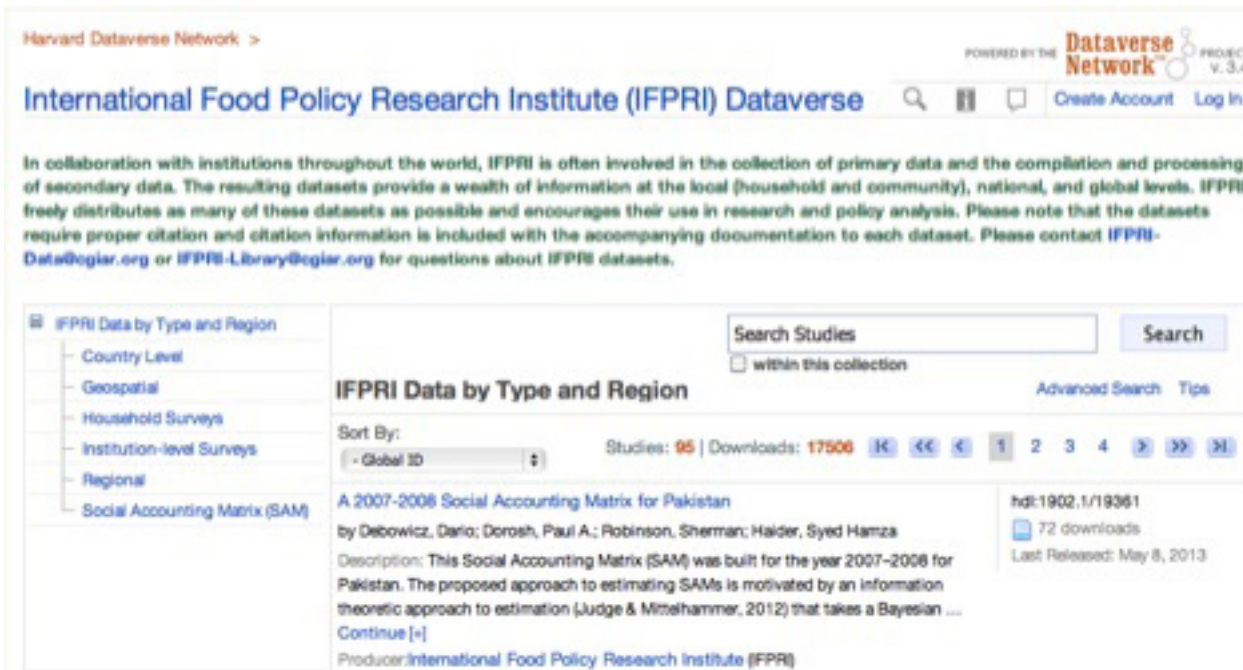 Harvard Dataverse Network >
POWERED BY THE Dataverse Network™ PROJECT
v. 3.4
International Food Policy Research Institute (IFPRI) Dataverse
Create Account Log In
In collaboration with institutions throughout the world, IFPRI is often involved in the collection of primary data and the compilation and processing
of secondary data. The resulting datasets provide a wealth of information at the local (household and community), national, and global levels. IFPRI
freely distributes as many of these datasets as possible and encourages their use in research and policy analysis. Please note that the datasets
require proper citation and citation information is included with the accompanying documentation to each dataset. Please contact IFPRI-
Data@cgiar.org or IFPRI-Library@cgiar.org for questions about IFPRI datasets.
IFPRI Data by Type and Region
Country Level
Geospatial
Household Surveys
Institution-level Surveys
Regional
Social Accounting Matrix (SAM)
Search Studies Search
within this collection
IFPRI Data by Type and Region
Advanced Search Tips
Sort By:
- Global ID
Studies: 95 | Downloads: 17506 |< << < 1 2 3 4 > >> >|
A 2007-2008 Social Accounting Matrix for Pakistan
by Debowicz, Dario; Dorosh, Paul A.; Robinson, Sherman; Haider, Syed Hamza
Description: This Social Accounting Matrix (SAM) was built for the year 2007–2008 for
Pakistan. The proposed approach to estimating SAMs is motivated by an information
theoretic approach to estimation (Judge & Mittelhammer, 2012) that takes a Bayesian ....
Continue [+]
Producer:International Food Policy Research Institute (IFPRI)
hdl:1902.1/19361
72 downloads
Last Released: May 8, 2013